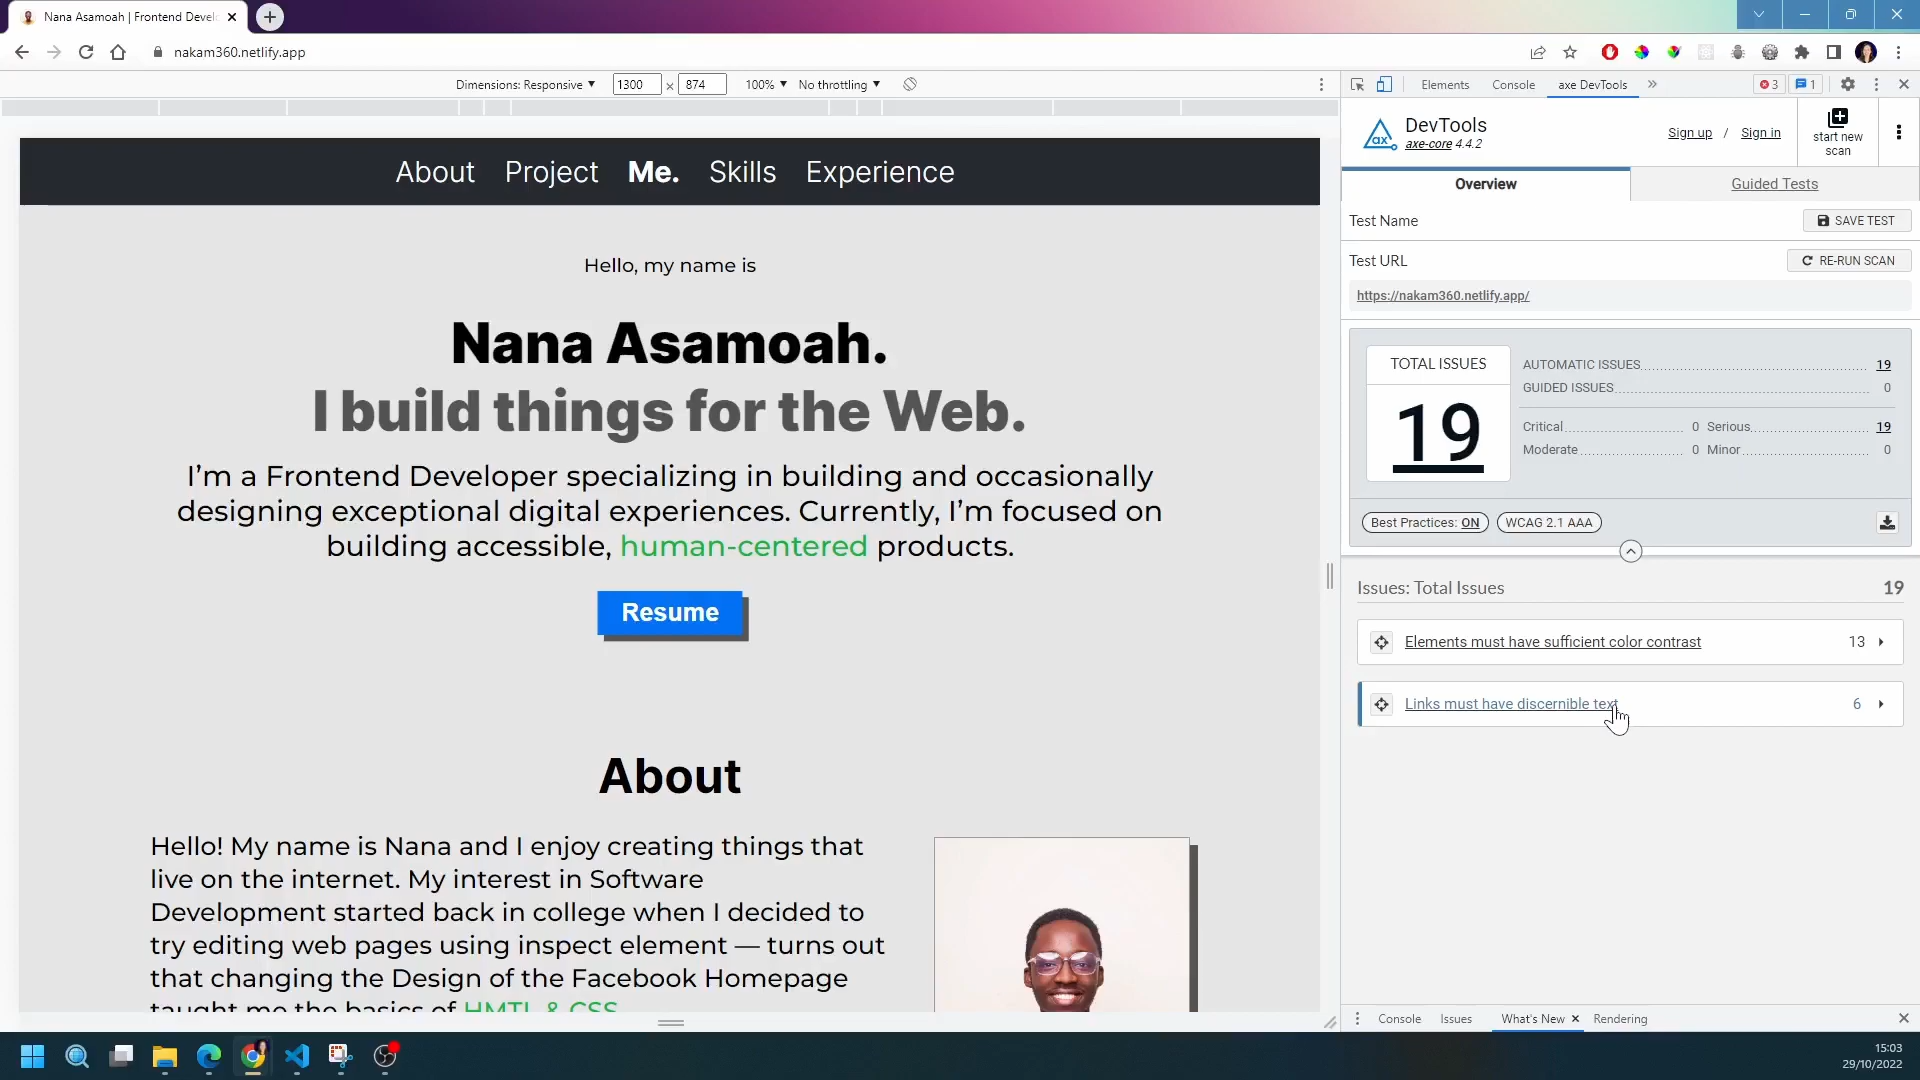 Nana Asamoah | Frontend Devel
nakam360.netlify.app
Dimensions: Responsive
1300 x 874
100%
No throttling
Elements
Console
axe DevTools
3
1
About
Project
Me.
Skills
Experience
Hello, my name is
Nana Asamoah.
I build things for the Web.
I’m a Frontend Developer specializing in building and occasionally
designing exceptional digital experiences. Currently, I’m focused on
building accessible, human-centered products.
Resume
About
Hello! My name is Nana and I enjoy creating things that
live on the internet. My interest in Software
Development started back in college when I decided to
try editing web pages using inspect element — turns out
that changing the Design of the Facebook Homepage
taught me the basics of HMTL & CSS
ax
DevTools
axe-core 4.4.2
Sign up / Sign in
start new
scan
Overview
Guided Tests
Test Name
SAVE TEST
Test URL
RE-RUN SCAN
https://nakam360.netlify.app/
TOTAL ISSUES
19
AUTOMATIC ISSUES 19
GUIDED ISSUES 0
Critical 0 Serious 19
Moderate 0 Minor 0
Best Practices: ON
WCAG 2.1 AAA
Issues: Total Issues 19
Elements must have sufficient color contrast 13
Links must have discernible text 6
Console
Issues
What's New
Rendering
15:03
29/10/2022